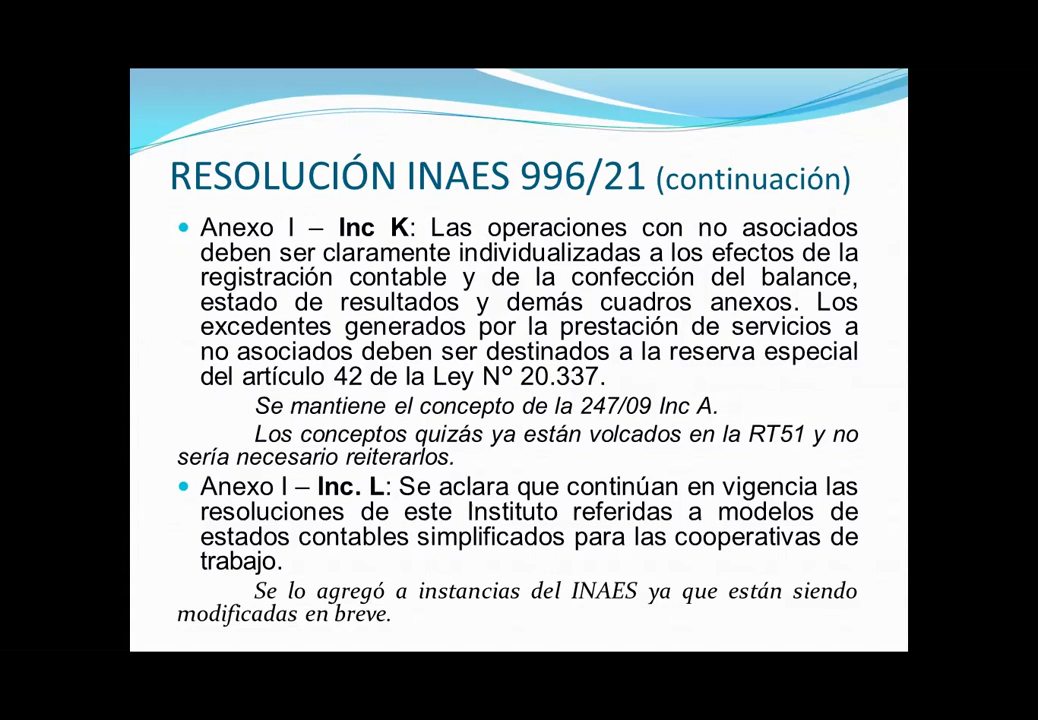 RESOLUCIÓN INAES 996/21 (continuación)
• Anexo I – Inc K: Las operaciones con no asociados
deben ser claramente individualizadas a los efectos de la
registración contable y de la confección del balance,
estado de resultados y demás cuadros anexos. Los
excedentes generados por la prestación de servicios a
no asociados deben ser destinados a la reserva especial
del artículo 42 de la Ley N° 20.337.
Se mantiene el concepto de la 247/09 Inc A.
Los conceptos quizás ya están volcados en la RT51 y no
sería necesario reiterarlos.
• Anexo I – Inc. L: Se aclara que continúan en vigencia las
resoluciones de este Instituto referidas a modelos de
estados contables simplificados para las cooperativas de
trabajo.
Se lo agregó a instancias del INAES ya que están siendo
modificadas en breve.